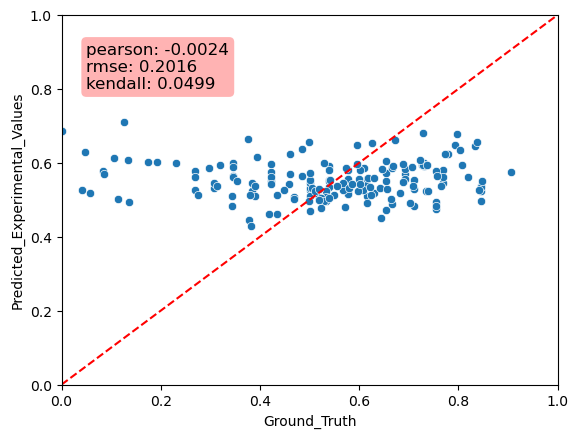 pearson: -0.0024
rmse: 0.2016
kendall: 0.0499
1.0
0.8
0.6
0.4
0.2
0.0
Predicted_Experimental_Values
0.0 0.2 0.4 0.6 0.8 1.0
Ground_Truth